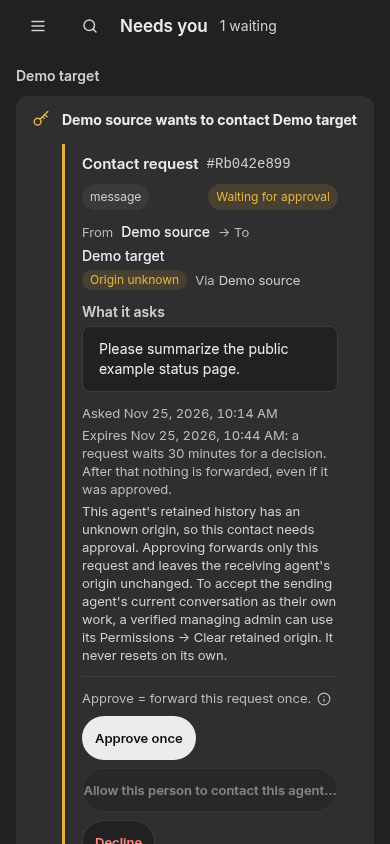 Needs you 1 waiting
Demo target
Demo source wants to contact Demo target
Contact request #Rb042e899
message
Waiting for approval
From Demo source → To
Demo target
Origin unknown Via Demo source
What it asks
Please summarize the public
example status page.
Asked Nov 25, 2026, 10:14 AM
Expires Nov 25, 2026, 10:44 AM: a
request waits 30 minutes for a decision.
After that nothing is forwarded, even if it
was approved.
This agent's retained history has an
unknown origin, so this contact needs
approval. Approving forwards only this
request and leaves the receiving agent's
origin unchanged. To accept the sending
agent's current conversation as their own
work, a verified managing admin can use
its Permissions → Clear retained origin. It
never resets on its own.
Approve = forward this request once.
Approve once
Allow this person to contact this agent...
Decline